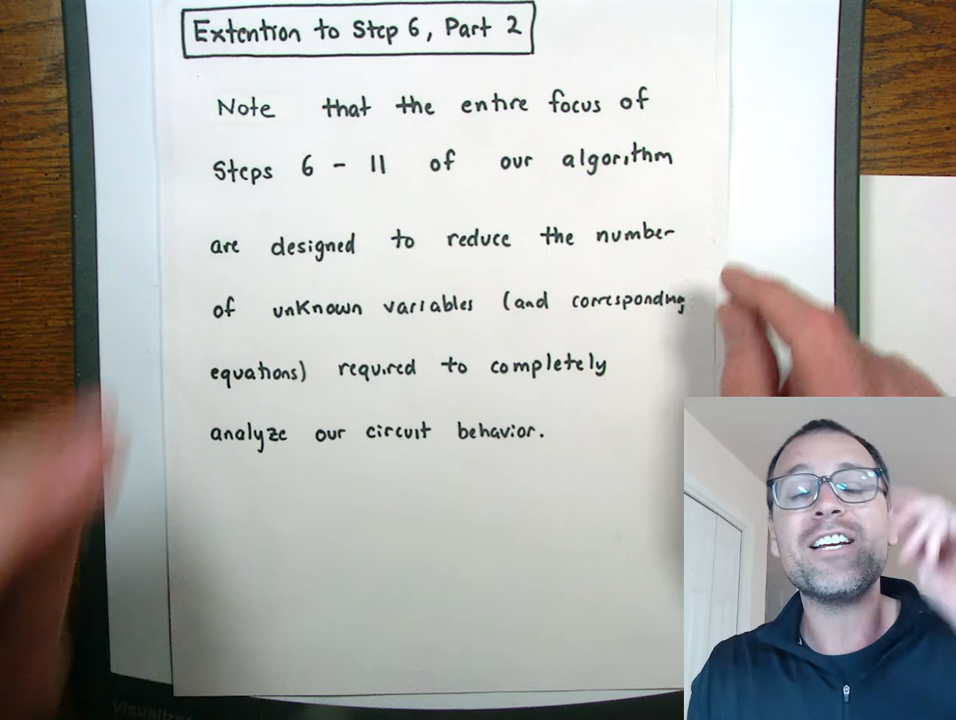 Extention to Step 6, Part 2
Note that the entire focus of
Steps 6 - 11 of our algorithm
are designed to reduce the number
of unknown variables (and corresponding
equations) required to completely
analyze our circuit behavior.
Visualiz